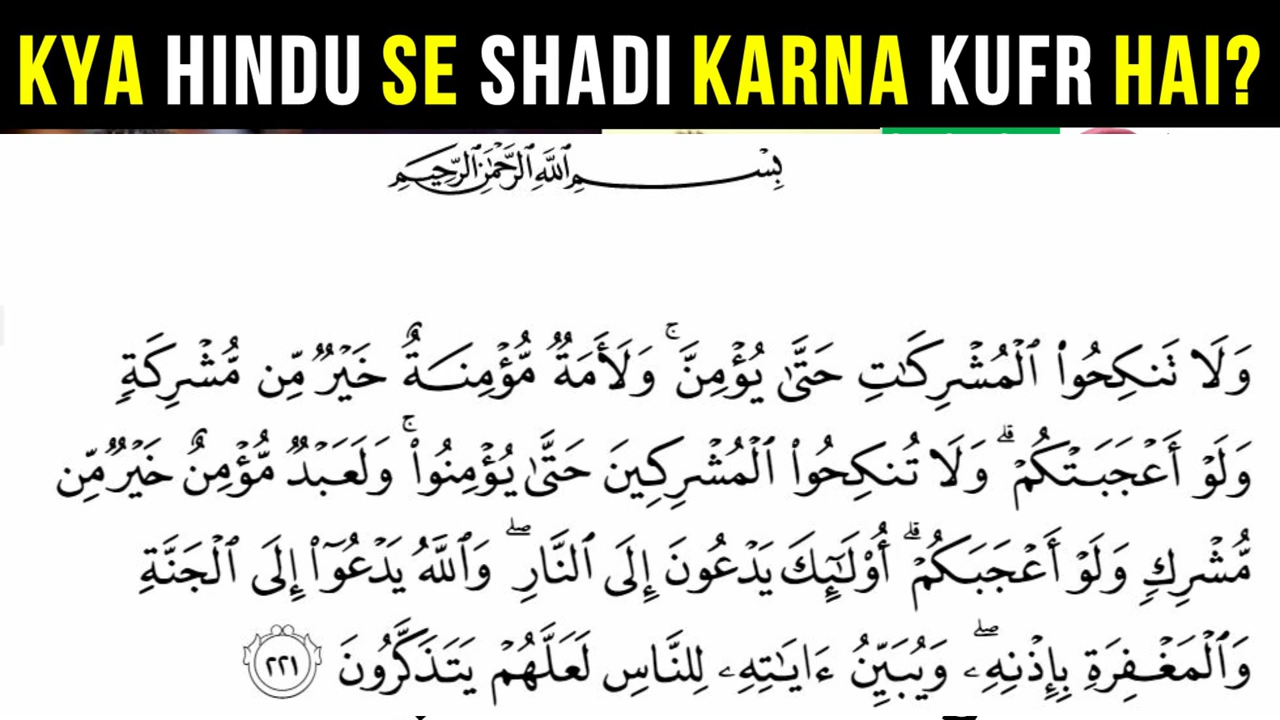 KYA HINDU SE SHADI KARNA KUFR HAI?
بِسْمِ ٱللَّهِ ٱلرَّحْمَٰنِ ٱلرَّحِيمِ
وَلَا تَنكِحُوا۟ ٱلْمُشْرِكَـٰتِ حَتَّىٰ يُؤْمِنَّ ۚ وَلَأَمَةٌ مُّؤْمِنَةٌ خَيْرٌ مِّن مُّشْرِكَةٍ
وَلَوْ أَعْجَبَتْكُمْ ۗ وَلَا تُنكِحُوا۟ ٱلْمُشْرِكِينَ حَتَّىٰ يُؤْمِنُوا۟ ۚ وَلَعَبْدٌ مُّؤْمِنٌ خَيْرٌ مِّن
مُّشْرِكٍ وَلَوْ أَعْجَبَكُمْ ۗ أُو۟لَـٰٓئِكَ يَدْعُونَ إِلَى ٱلنَّارِ ۖ وَٱللَّهُ يَدْعُوٓا۟ إِلَى ٱلْجَنَّةِ
وَٱلْمَغْفِرَةِ بِإِذْنِهِۦ ۖ وَيُبَيِّنُ ءَايَـٰتِهِۦ لِلنَّاسِ لَعَلَّهُمْ يَتَذَكَّرُونَ ٢٢١